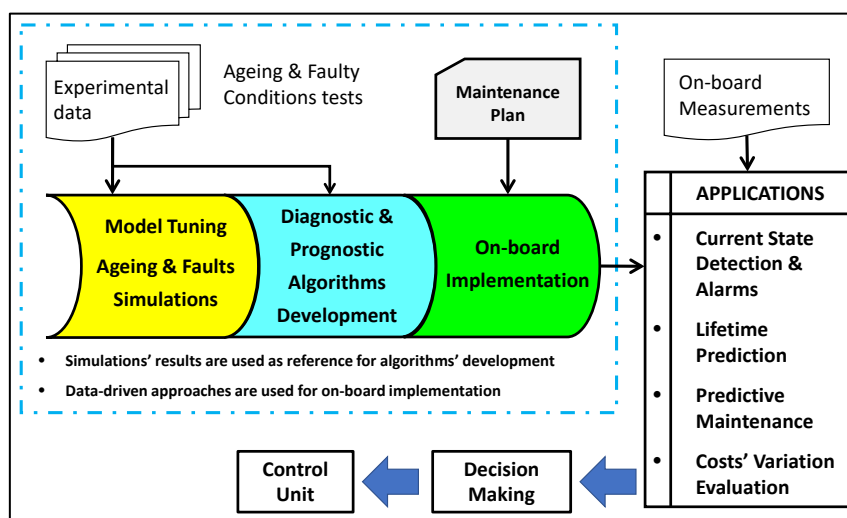 Experimental
data
Ageing & Faulty
Conditions tests
Maintenance
Plan
On-board
Measurements
Model Tuning
Ageing & Faults
Simulations
Diagnostic &
Prognostic
Algorithms
Development
On-board
Implementation
• Simulations' results are used as reference for algorithms' development
• Data-driven approaches are used for on-board implementation
APPLICATIONS
• Current State
Detection &
Alarms
• Lifetime
Prediction
• Predictive
Maintenance
• Costs' Variation
Evaluation
Control
Unit
Decision
Making